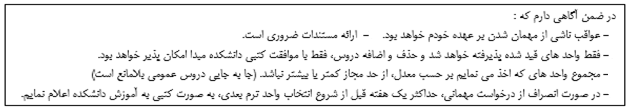 در ضمن آگاهی دارم که :
– عواقب ناشی از مهمان شدن بر عهده خودم خواهد بود.    – ارائه مستندات ضروری است.
– فقط واحد های قید شده پذیرفته خواهد شد و حذف و اضافه دروس، فقط با موافقت کتبی دانشکده مبدا امکان پذیر خواهد بود.
– مجموع واحد های که اخذ می نمایم بر حسب معدل، از حد مجاز کمتر یا بیشتر نباشد. (جا به جایی دروس عمومی بلامانع است)
– در صورت انصراف از درخواست مهمانی، حداکثر یک هفته قبل از شروع انتخاب واحد ترم بعدی، به صورت کتبی به آموزش دانشکده اعلام نمایم.